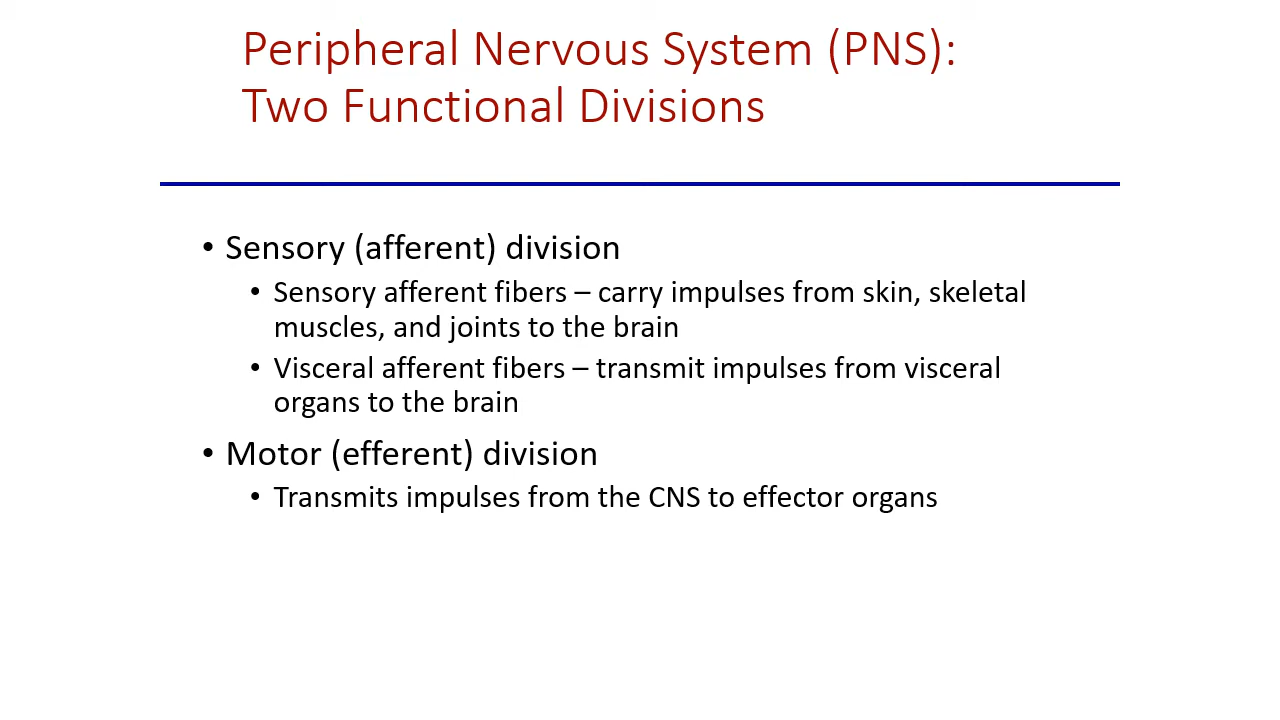 Peripheral Nervous System (PNS):
Two Functional Divisions
• Sensory (afferent) division
• Sensory afferent fibers – carry impulses from skin, skeletal
muscles, and joints to the brain
• Visceral afferent fibers – transmit impulses from visceral
organs to the brain
• Motor (efferent) division
• Transmits impulses from the CNS to effector organs